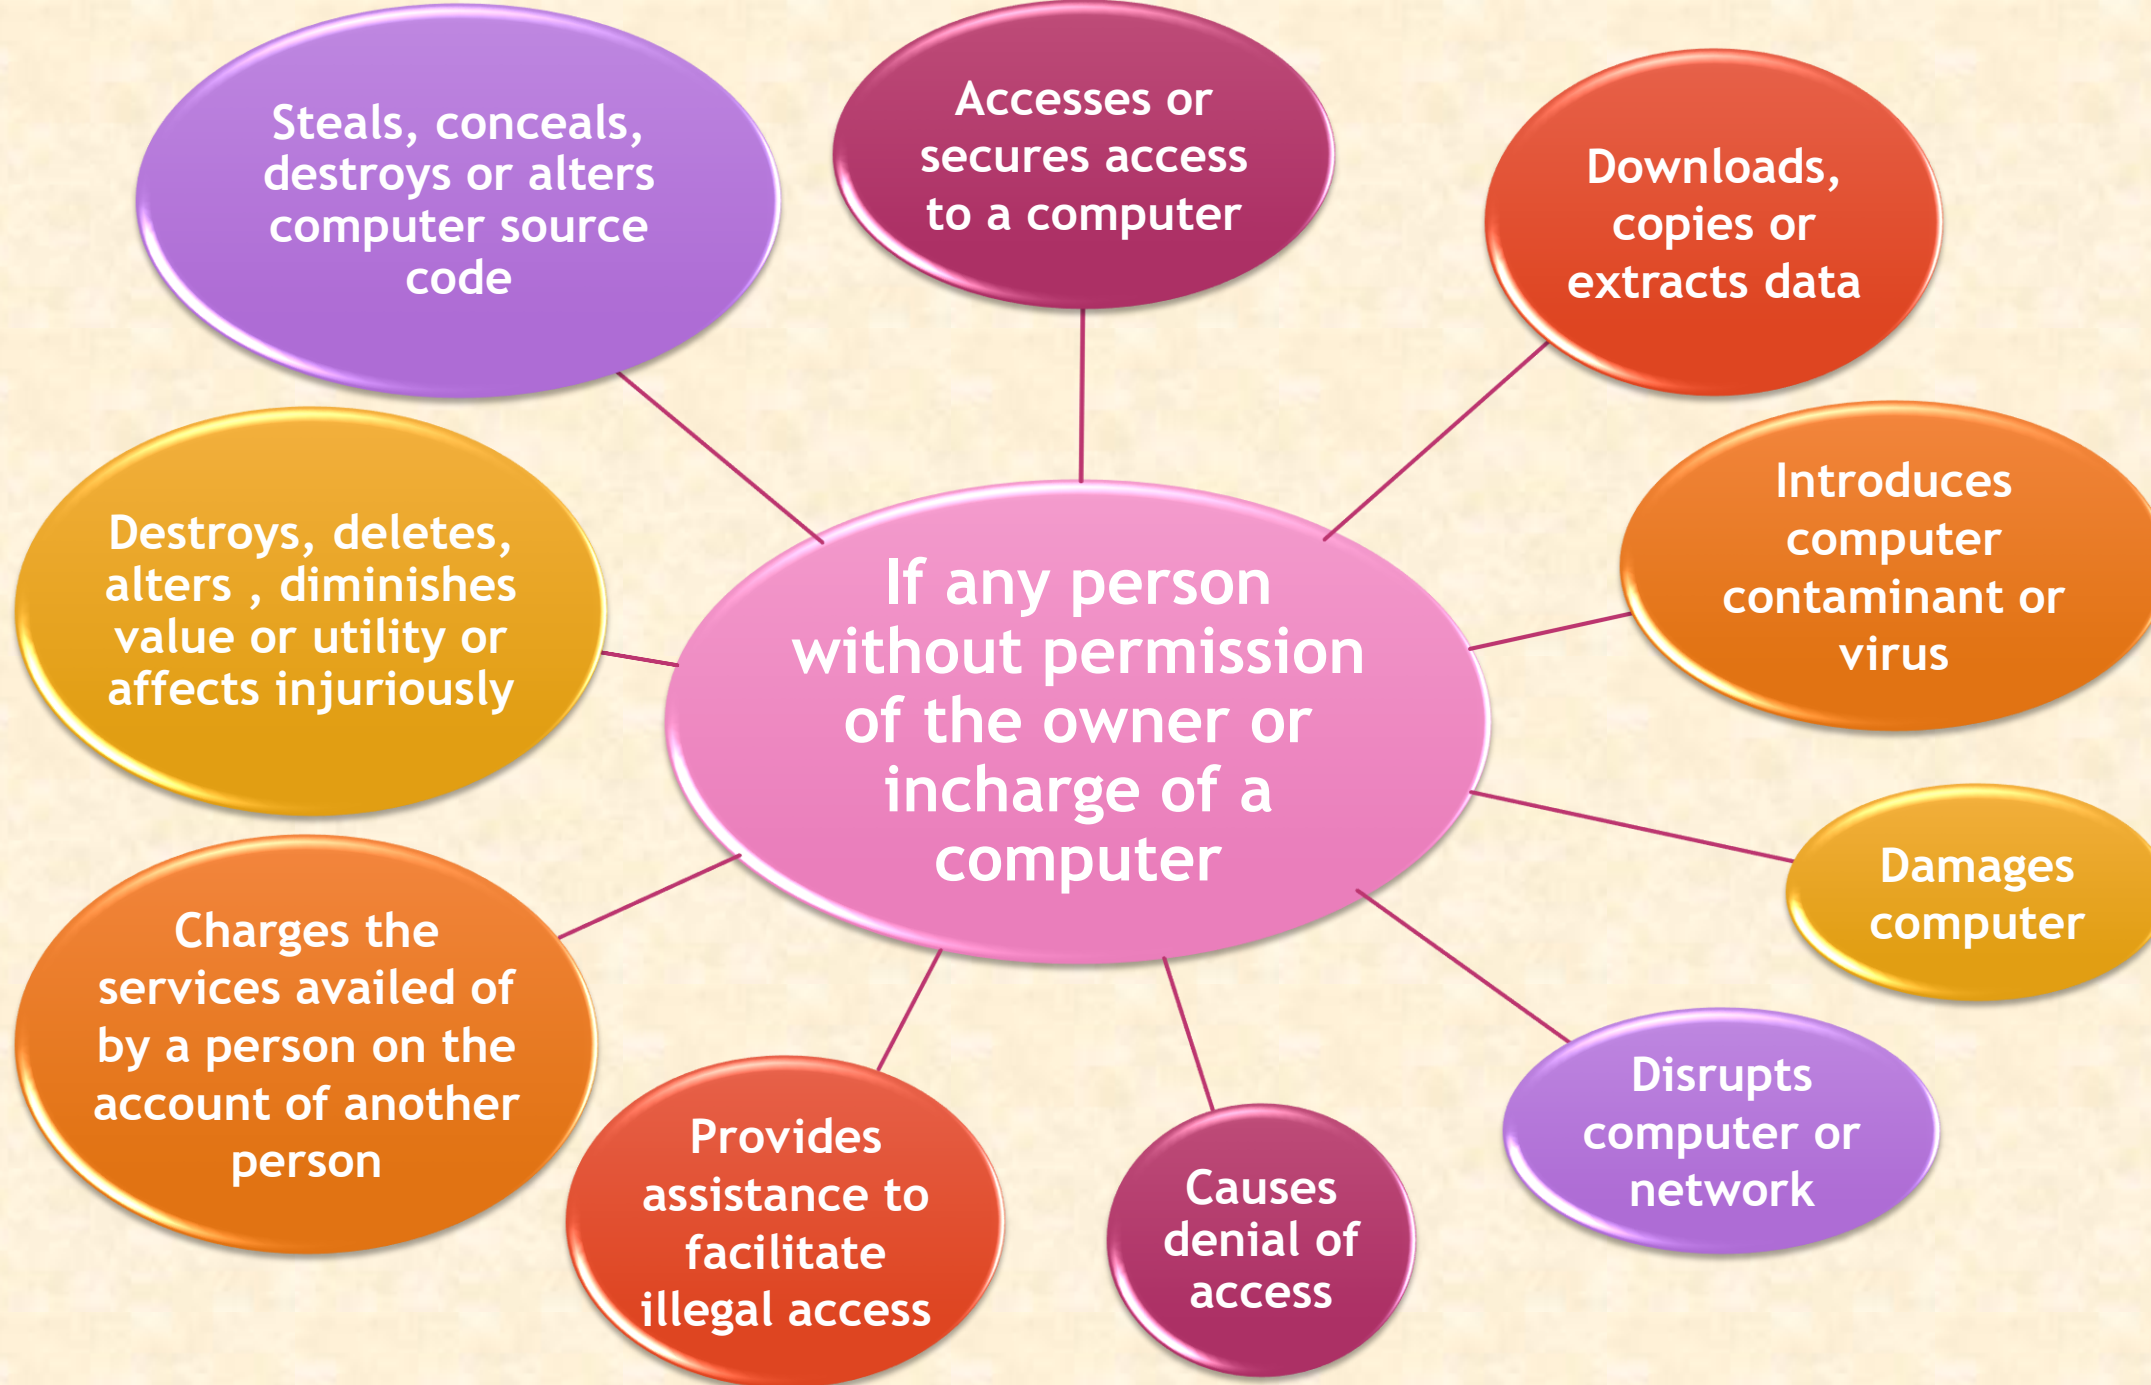 Steals, conceals,
destroys or alters
computer source
code
Accesses or
secures access
to a computer
Downloads,
copies or
extracts data
Introduces
computer
contaminant or
virus
Damages
computer
Disrupts
computer or
network
Causes
denial of
access
Provides
assistance to
facilitate
illegal access
Charges the
services availed of
by a person on the
account of another
person
Destroys, deletes,
alters , diminishes
value or utility or
affects injuriously
If any person
without permission
of the owner or
incharge of a
computer